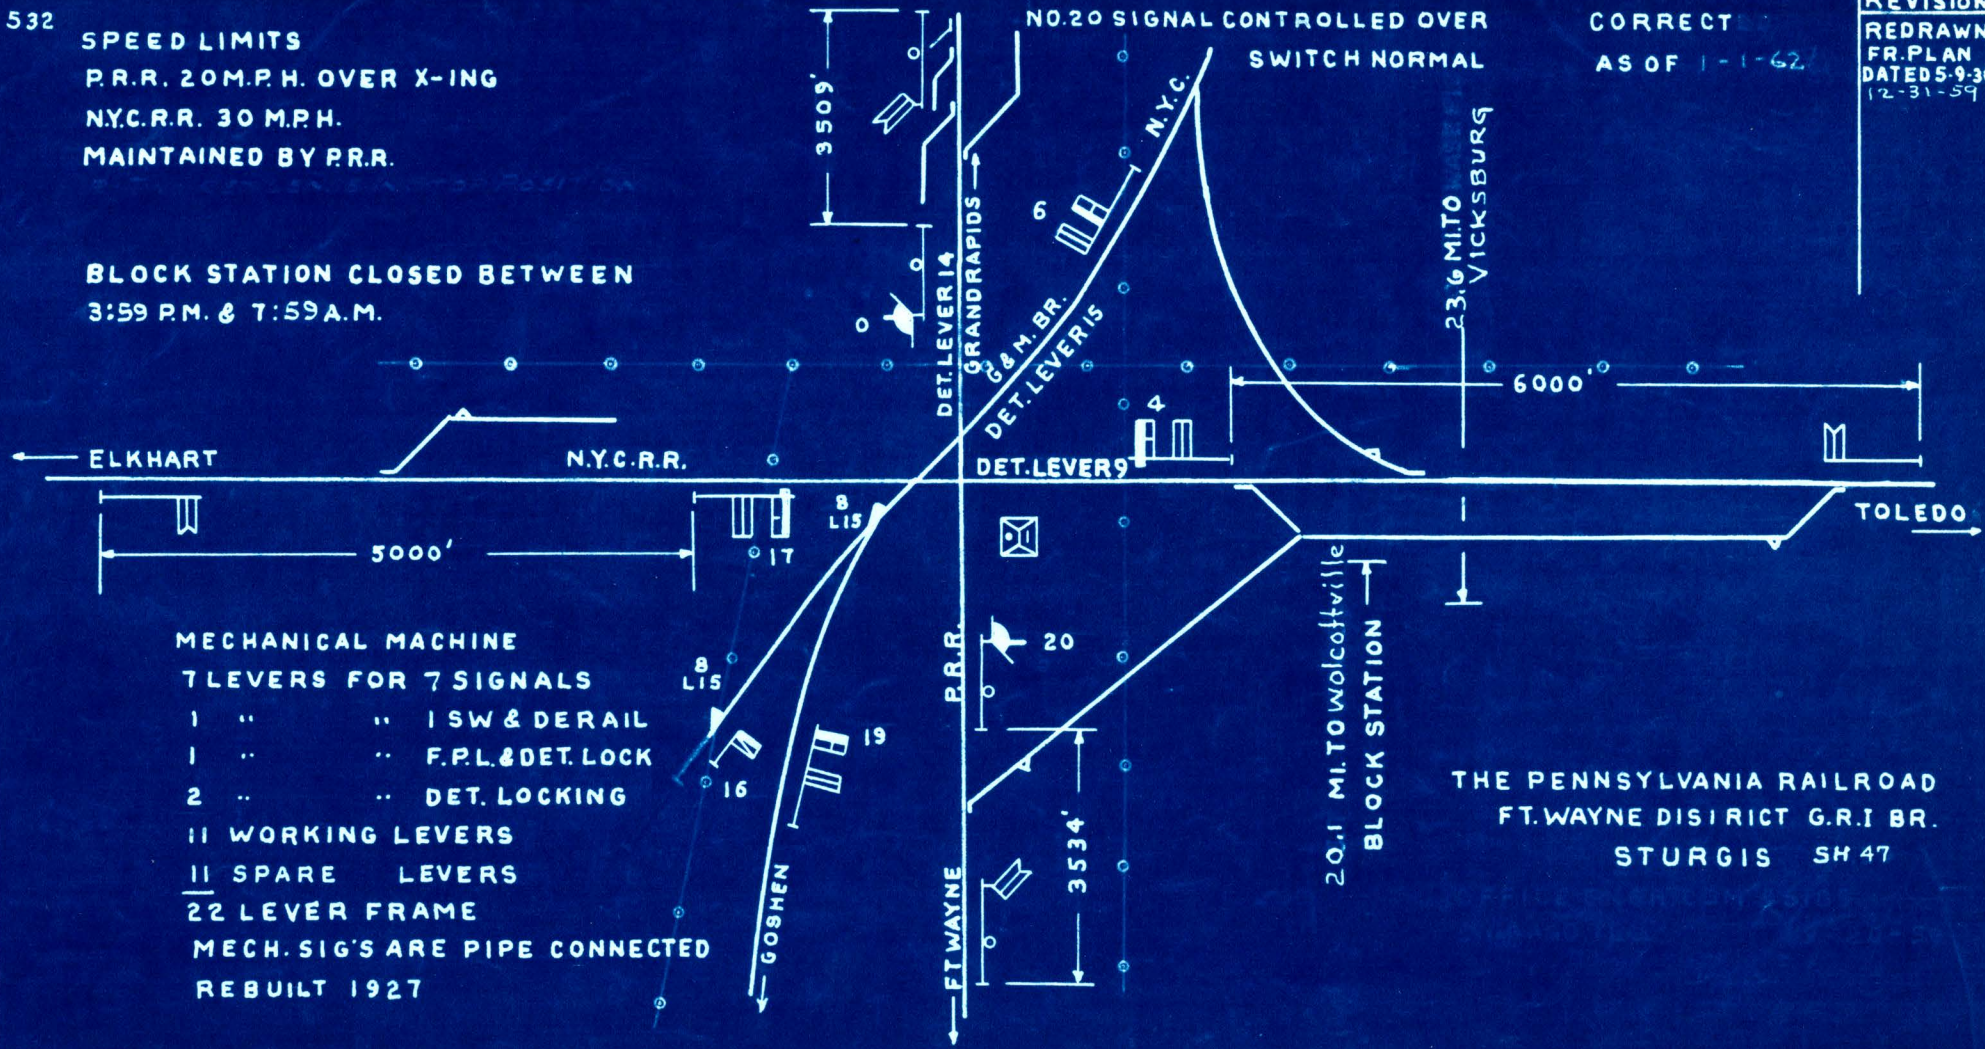 532
SPEED LIMITS
P.R.R. 20 M.P.H. OVER X-ING
N.Y.C.R.R. 30 M.P.H.
MAINTAINED BY P.R.R.
BLOCK STATION CLOSED BETWEEN
3:59 P.M. & 7:59 A.M.
3509'
NO.20 SIGNAL CONTROLLED OVER
SWITCH NORMAL
CORRECT
AS OF 1-1-62
REVISION
REDRAWN
FR.PLAN
DATED 5-9-3
12-31-59
N.Y.C.
6
0
DET. LEVER 14
GRAND RAPIDS
G & M. BR.
DET. LEVER 15
23.6 MI. TO
VICKSBURG
6000'
4
ELKHART
N.Y.C.R.R.
DET. LEVER 9
TOLEDO
5000'
17
8
L15
8
L15
16
19
GOSHEN
P.R.R.
20
FT WAYNE
3534'
20.1 MI. TO Wolcottville
BLOCK STATION
MECHANICAL MACHINE
7 LEVERS FOR 7 SIGNALS
1 " " 1 SW & DERAIL
1 " " F.P.L. & DET. LOCK
2 " " DET. LOCKING
11 WORKING LEVERS
11 SPARE LEVERS
22 LEVER FRAME
MECH. SIG'S ARE PIPE CONNECTED
REBUILT 1927
THE PENNSYLVANIA RAILROAD
FT. WAYNE DISIRICT G.R.I BR.
STURGIS SH 47